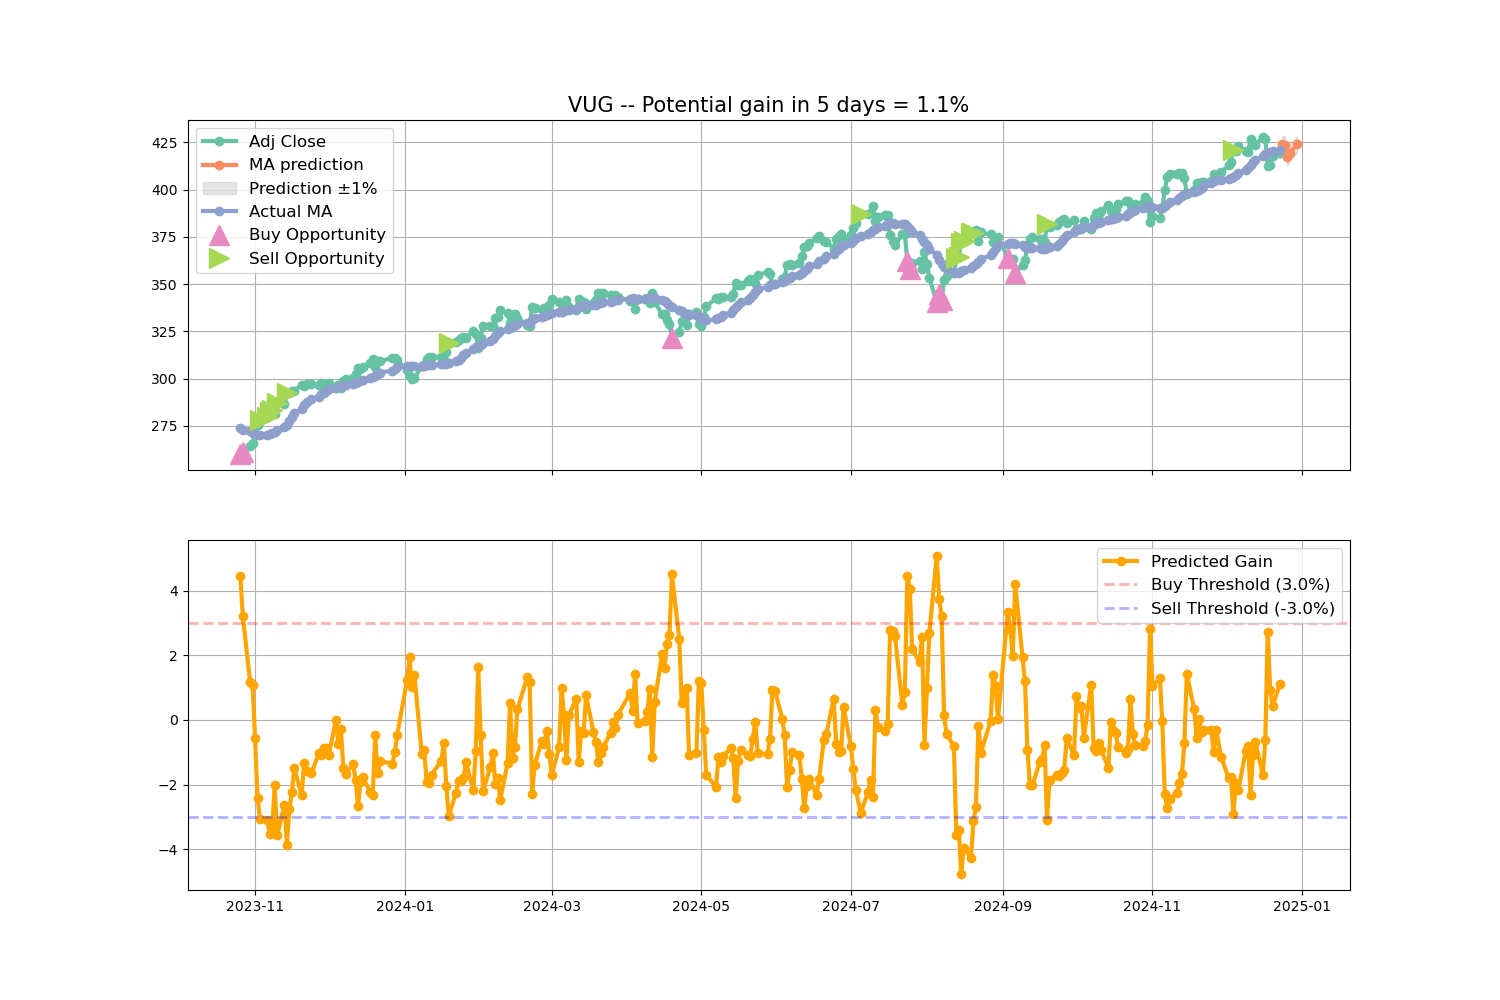 VUG -- Potential gain in 5 days = 1.1%
425
400
375
350
325
300
275
Adj Close
MA prediction
Prediction ±1%
Actual MA
Buy Opportunity
Sell Opportunity
4
2
0
−2
−4
Predicted Gain
Buy Threshold (3.0%)
Sell Threshold (-3.0%)
2023-11
2024-01
2024-03
2024-05
2024-07
2024-09
2024-11
2025-01